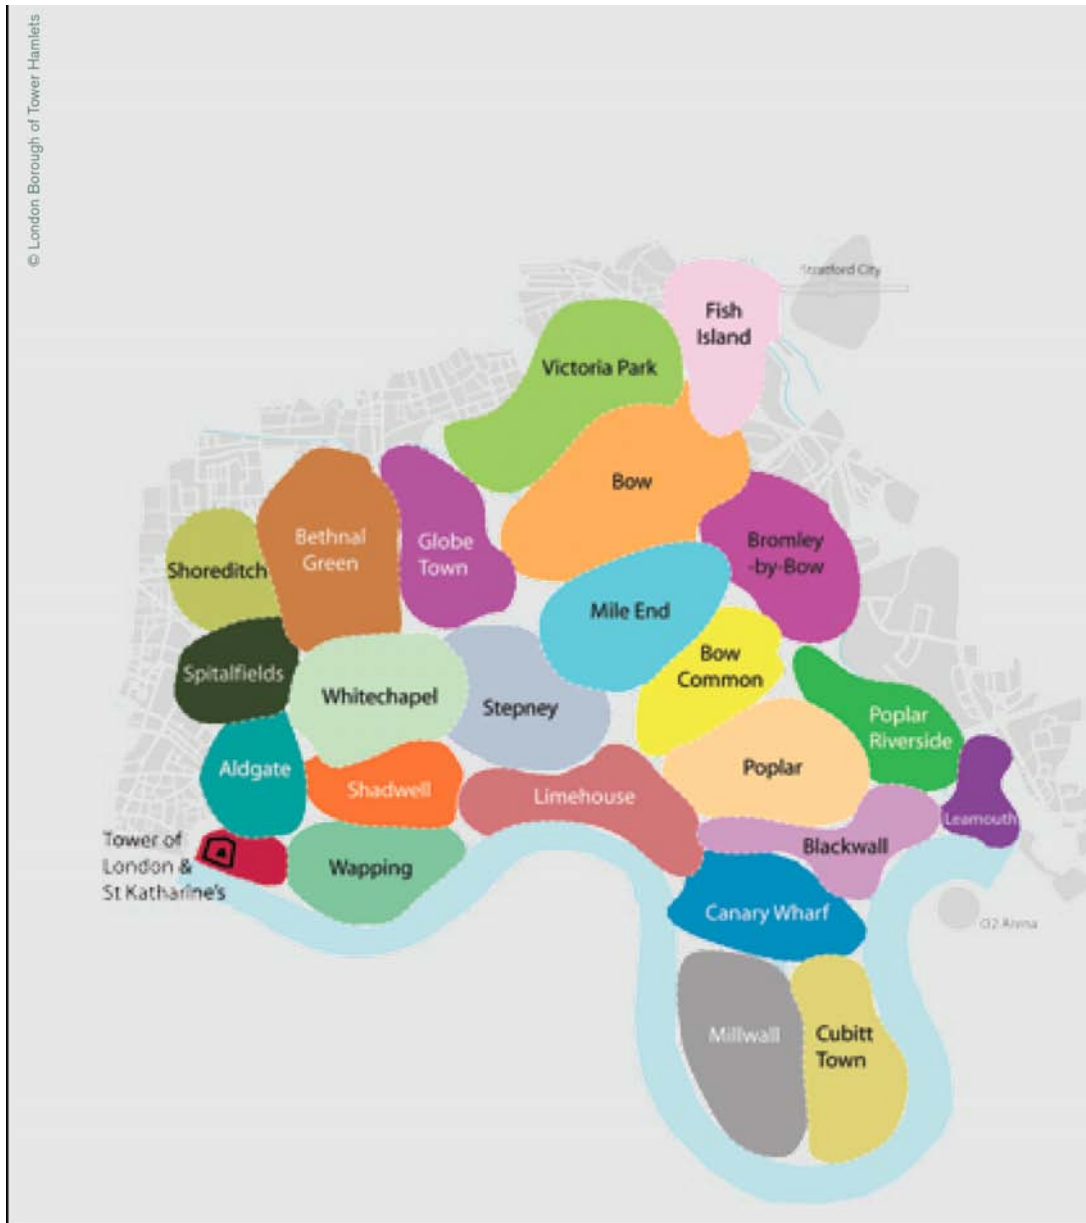 © London Borough of Tower Hamlets
Stratford City
Fish
Island
Victoria Park
Bow
Bethnal
Green
Globe
Town
Bromley
-by-Bow
Shoreditch
Mile End
Bow
Common
Spitalfields
Whitechapel
Stepney
Poplar
Riverside
Aldgate
Shadwell
Limehouse
Poplar
Leamouth
Tower of
London &
St Katharine's
Wapping
Blackwall
Canary Wharf
O2 Arena
Millwall
Cubitt
Town